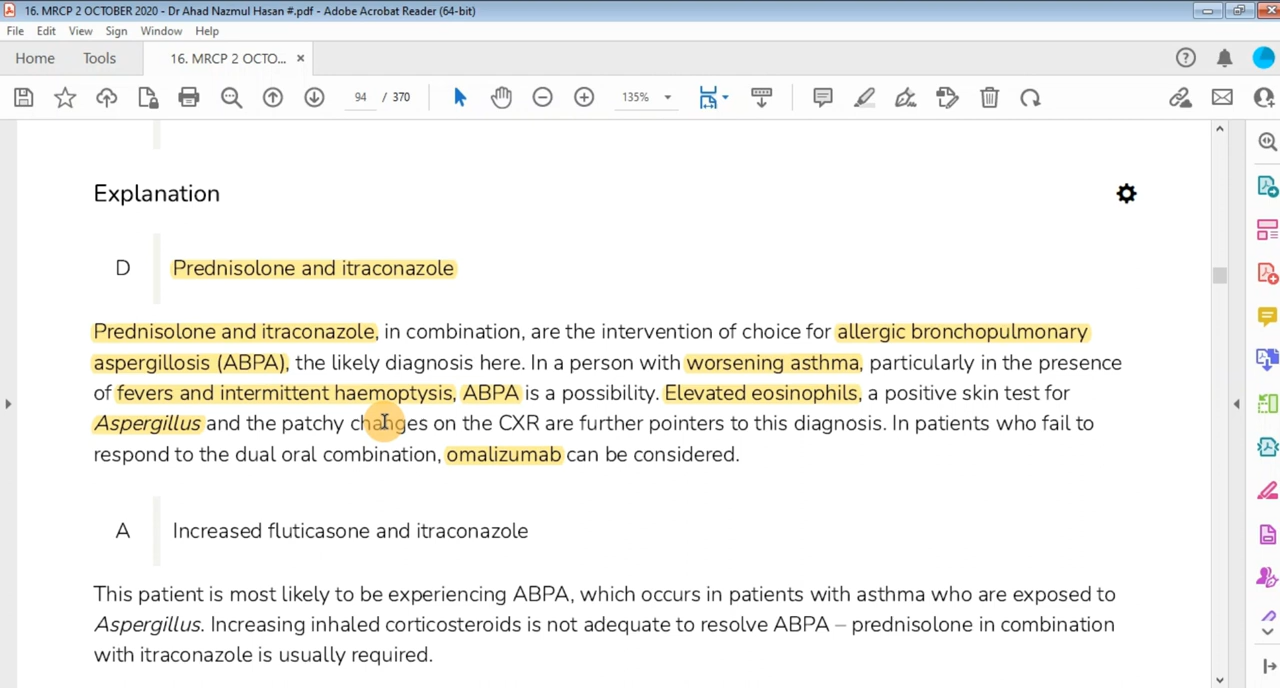 16. MRCP 2 OCTOBER 2020 - Dr Ahad Nazmul Hasan #.pdf - Adobe Acrobat Reader (64-bit)
File Edit View Sign Window Help
Home Tools 16. MRCP 2 OCTO... ×
94 / 370 135%
Explanation
D Prednisolone and itraconazole
Prednisolone and itraconazole, in combination, are the intervention of choice for allergic bronchopulmonary
aspergillosis (ABPA), the likely diagnosis here. In a person with worsening asthma, particularly in the presence
of fevers and intermittent haemoptysis, ABPA is a possibility. Elevated eosinophils, a positive skin test for
Aspergillus and the patchy changes on the CXR are further pointers to this diagnosis. In patients who fail to
respond to the dual oral combination, omalizumab can be considered.
A Increased fluticasone and itraconazole
This patient is most likely to be experiencing ABPA, which occurs in patients with asthma who are exposed to
Aspergillus. Increasing inhaled corticosteroids is not adequate to resolve ABPA – prednisolone in combination
with itraconazole is usually required.